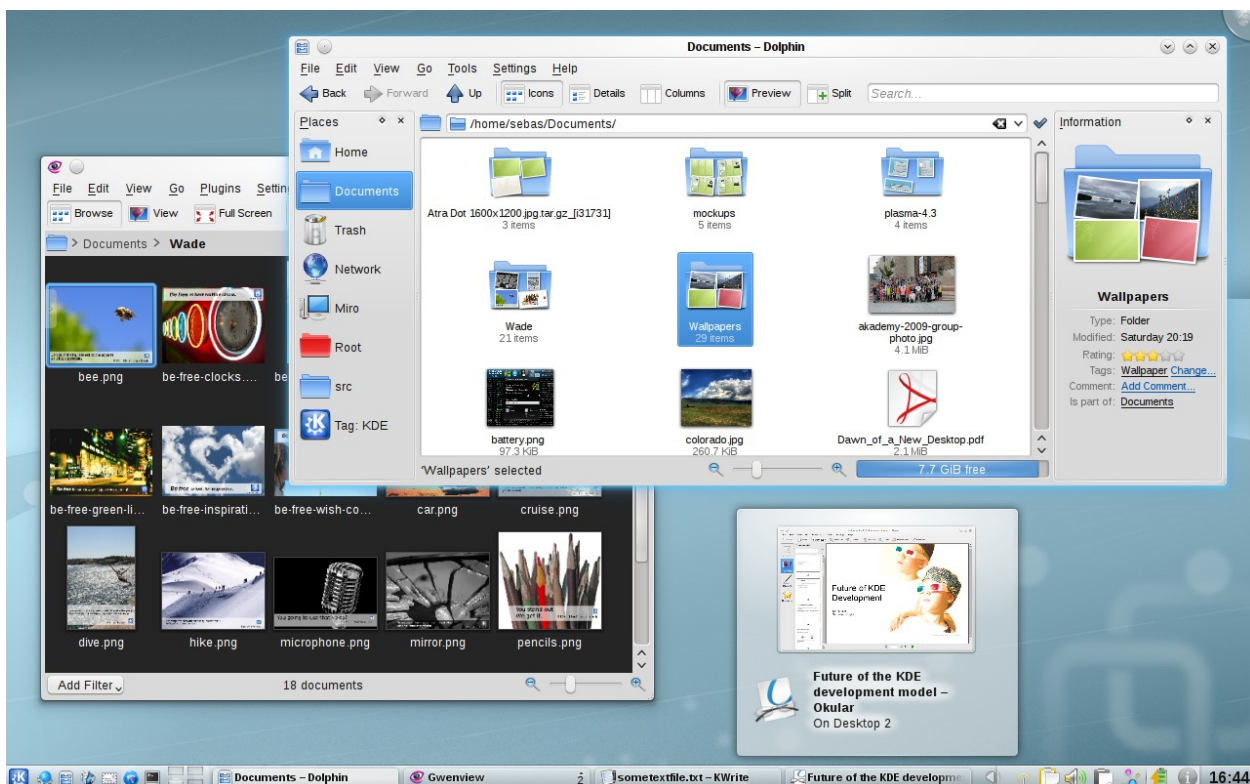 Documents – Dolphin
File Edit View Go Tools Settings Help
Back Forward Up Icons Details Columns Preview Split Search...
Places
/home/sebas/Documents/
Information
Home
Documents
Trash
Network
Miro
Root
src
Tag: KDE
Atra Dot 1600x1200.jpg.tar.gz_[i31731]
3 items
mockups
5 items
plasma-4.3
4 items
Wade
21 items
Wallpapers
29 items
akademy-2009-group-
photo.jpg
4.1 MiB
battery.png
97.3 KiB
colorado.jpg
260.7 KiB
Dawn_of_a_New_Desktop.pdf
2.1 MiB
'Wallpapers' selected
7.7 GiB free
Wallpapers
Type: Folder
Modified: Saturday 20:19
Rating:
Tags: Wallpaper Change...
Comment: Add Comment...
Is part of: Documents
File Edit View Go Plugins Settin
Browse View Full Screen
> Documents > Wade
bee.png
be-free-clocks....
be
be-free-green-li...
be-free-inspirati...
be-free-wish-co...
car.png
cruise.png
dive.png
hike.png
microphone.png
mirror.png
pencils.png
You stand out.
We get it.
Add Filter
18 documents
Future of KDE
Development
Future of the KDE
development model –
Okular
On Desktop 2
Documents – Dolphin
Gwenview
2
sometextfile.txt – KWrite
Future of the KDE developme
16:44